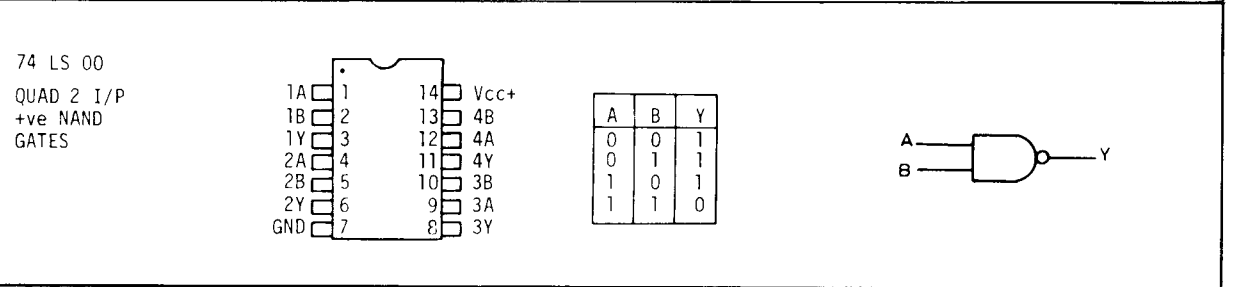 74 LS 00
QUAD 2 I/P
+ve NAND
GATES
1A 1 14 Vcc+
1B 2 13 4B
1Y 3 12 4A
2A 4 11 4Y
2B 5 10 3B
2Y 6 9 3A
GND 7 8 3Y
A B Y
0 0 1
0 1 1
1 0 1
1 1 0
A
B
Y